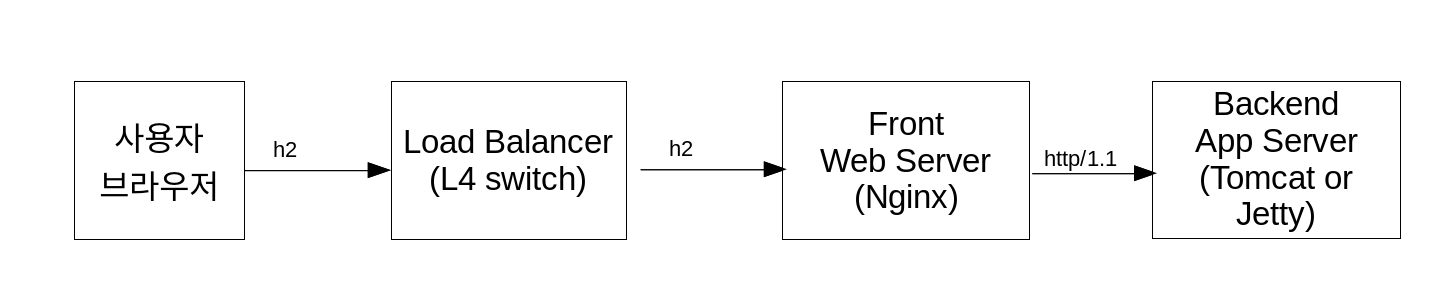 사용자
브라우저
h2
Load Balancer
(L4 switch)
h2
Front
Web Server
(Nginx)
http/1.1
Backend
App Server
(Tomcat or
Jetty)